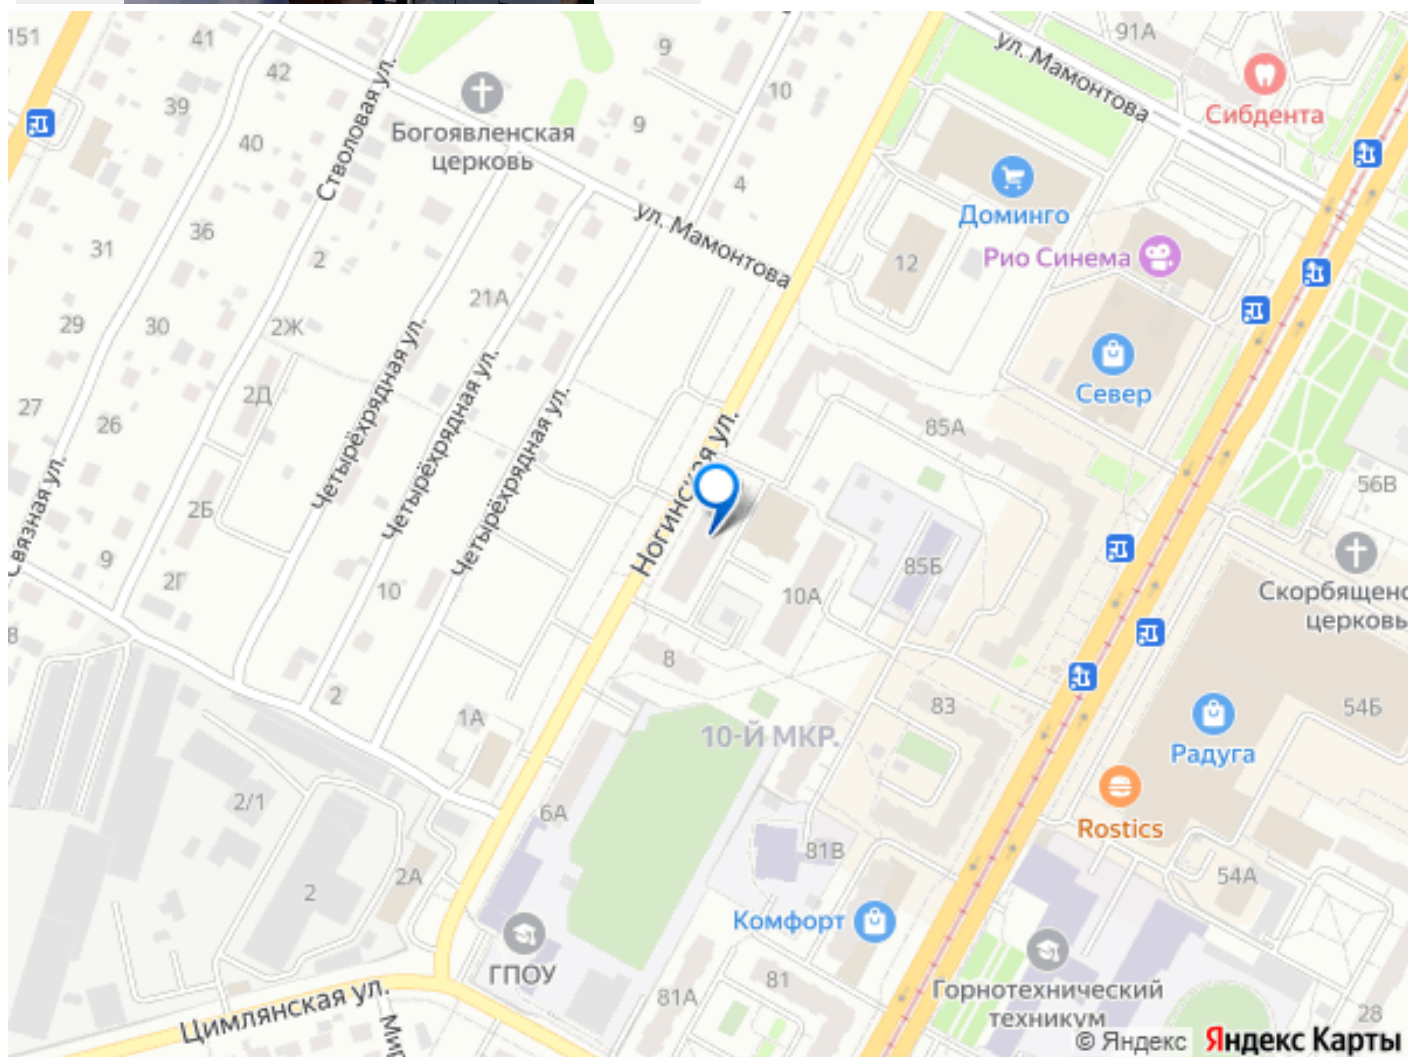 151
41
9
91А
ул. Мамонтова
42
10
Сибдента
39
Стволовая ул.
Богоявленская
церковь
9
40
4
Доминго
36
ул. Мамонтова
31
2
12
Рио Синема
21А
29
30
2Ж
Север
2Д
27
26
Четырёхрядная ул.
Четырёхрядная ул.
Четырёхрядная ул.
Ногинская ул.
85А
Связная ул.
2Б
56В
9
2Г
10
10А
85Б
Скорбященс
церковь
8
8
2
1А
83
54Б
10-Й МКР.
Радуга
2/1
6А
Rostics
81В
2
2А
54А
Комфорт
ГПОУ
81
81А
Горнотехнический
техникум
28
Цимлянская ул.
Мир
© Яндекс Яндекс Карты